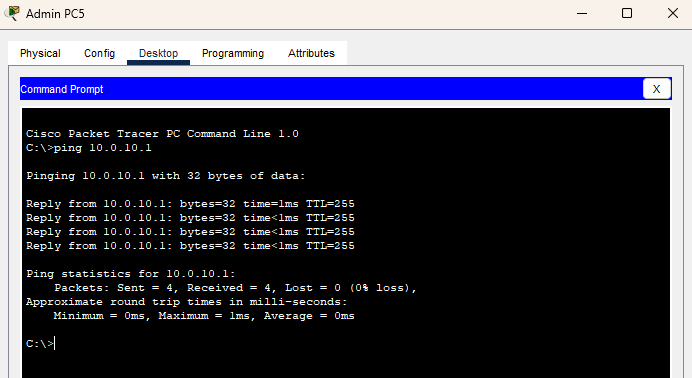 Admin PC5
Physical Config Desktop Programming Attributes
Command Prompt X
Cisco Packet Tracer PC Command Line 1.0
C:\>ping 10.0.10.1
Pinging 10.0.10.1 with 32 bytes of data:
Reply from 10.0.10.1: bytes=32 time=1ms TTL=255
Reply from 10.0.10.1: bytes=32 time<1ms TTL=255
Reply from 10.0.10.1: bytes=32 time<1ms TTL=255
Reply from 10.0.10.1: bytes=32 time<1ms TTL=255
Ping statistics for 10.0.10.1:
Packets: Sent = 4, Received = 4, Lost = 0 (0% loss),
Approximate round trip times in milli-seconds:
Minimum = 0ms, Maximum = 1ms, Average = 0ms
C:\>